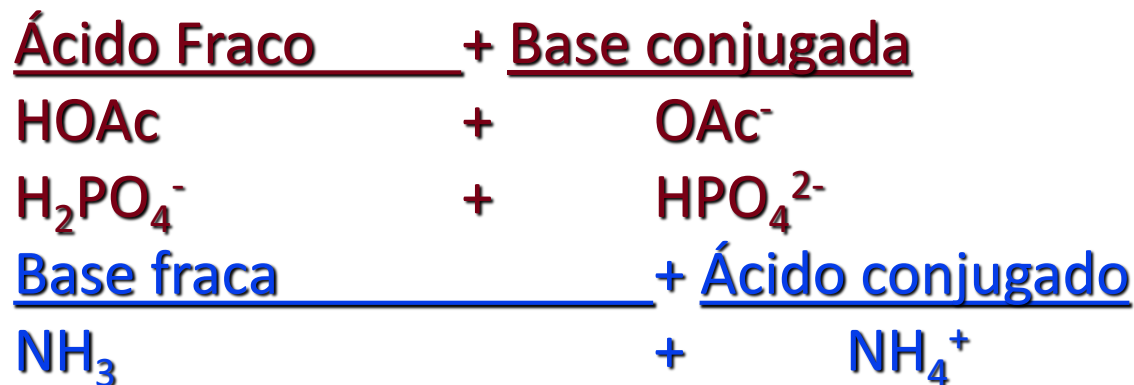 Ácido Fraco + Base conjugada
HOAc + OAc⁻
H₂PO₄⁻ + HPO₄²⁻
Base fraca + Ácido conjugado
NH₃ + NH₄⁺